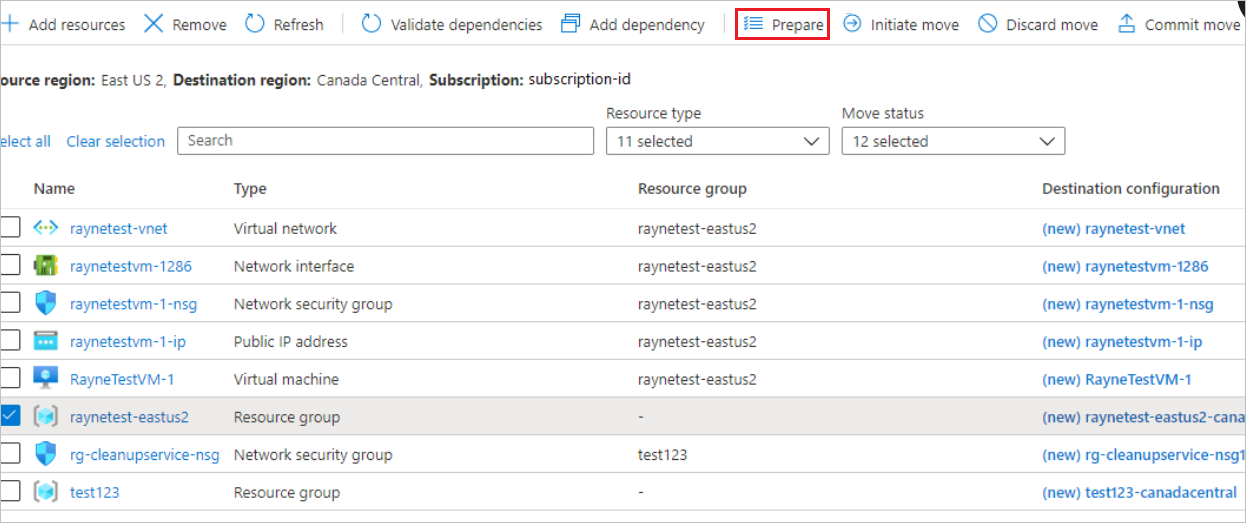 Add resources Remove Refresh Validate dependencies Add dependency Prepare Initiate move Discard move Commit move
ource region: East US 2, Destination region: Canada Central, Subscription: subscription-id
Resource type Move status
elect all Clear selection Search 11 selected 12 selected
Name Type Resource group Destination configuration
raynetest-vnet Virtual network raynetest-eastus2 (new) raynetest-vnet
raynetestvm-1286 Network interface raynetest-eastus2 (new) raynetestvm-1286
raynetestvm-1-nsg Network security group raynetest-eastus2 (new) raynetestvm-1-nsg
raynetestvm-1-ip Public IP address raynetest-eastus2 (new) raynetestvm-1-ip
RayneTestVM-1 Virtual machine raynetest-eastus2 (new) RayneTestVM-1
raynetest-eastus2 Resource group - (new) raynetest-eastus2-cana
rg-cleanupservice-nsg Network security group test123 (new) rg-cleanupservice-nsg1
test123 Resource group - (new) test123-canadacentral